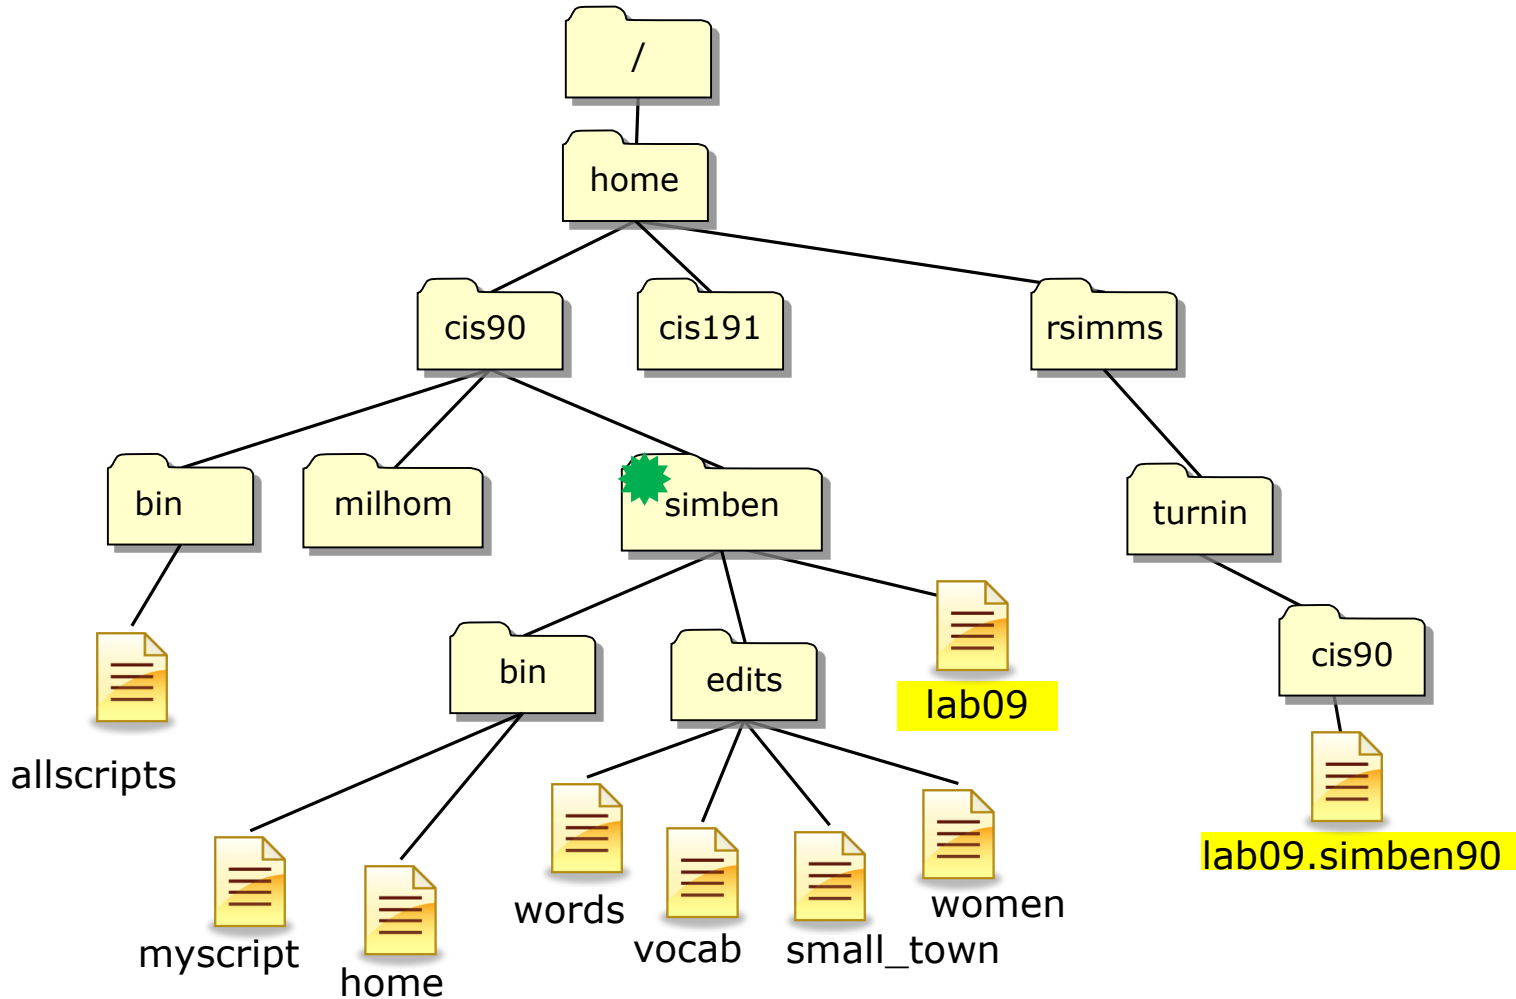 /
home
cis90
cis191
rsimms
bin
milhom
simben
turnin
bin
edits
lab09
cis90
allscripts
myscript
home
words
vocab
small_town
women
lab09.simben90